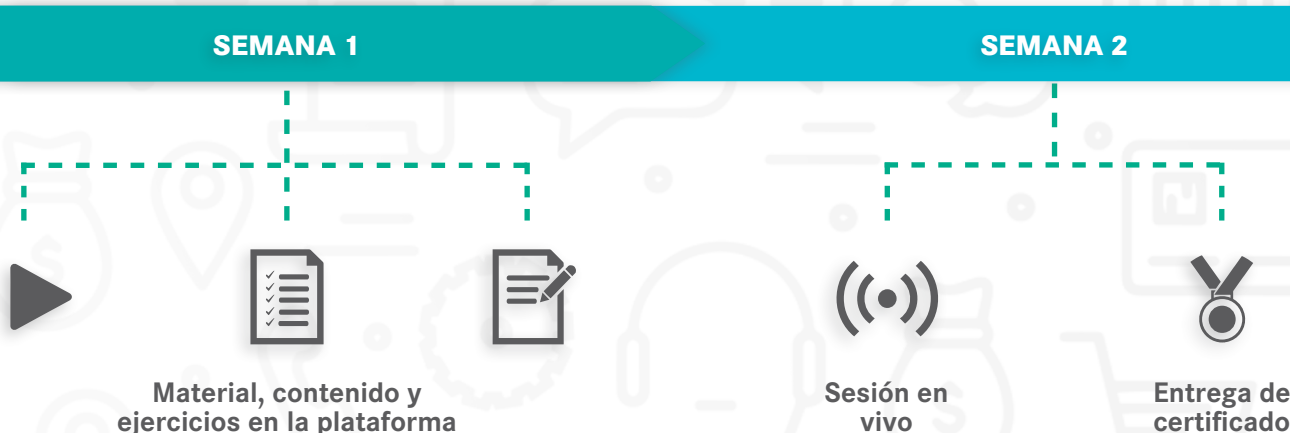 SEMANA 1
SEMANA 2
Material, contenido y
ejercicios en la plataforma
Sesión en
vivo
Entrega de
certificado